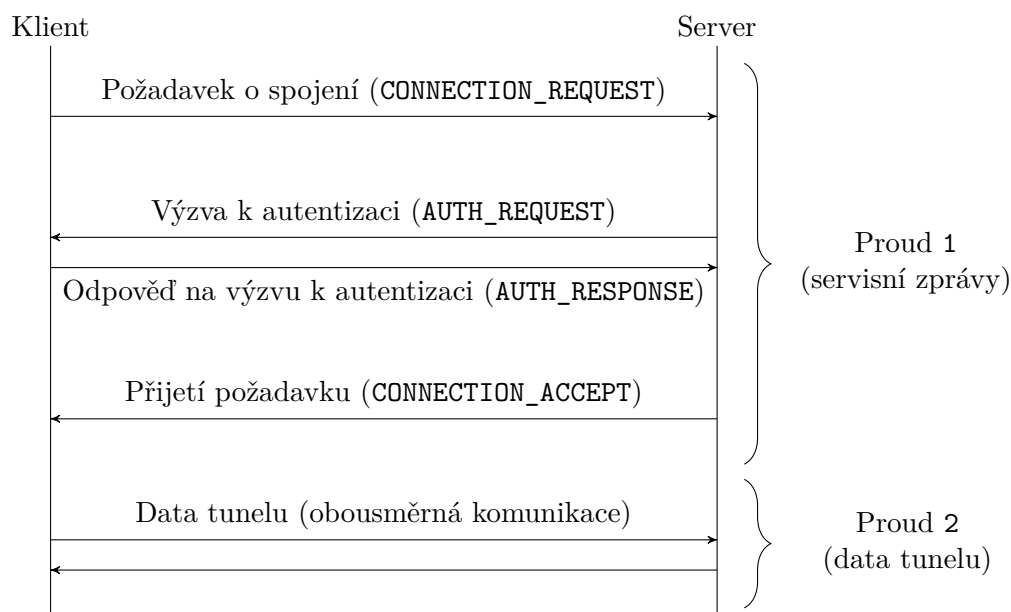 Klient
Server
Požadavek o spojení (CONNECTION_REQUEST)
Výzva k autentizaci (AUTH_REQUEST)
Odpověď na výzvu k autentizaci (AUTH_RESPONSE)
Proud 1
(servisní zprávy)
Přijetí požadavku (CONNECTION_ACCEPT)
Data tunelu (obousměrná komunikace)
Proud 2
(data tunelu)